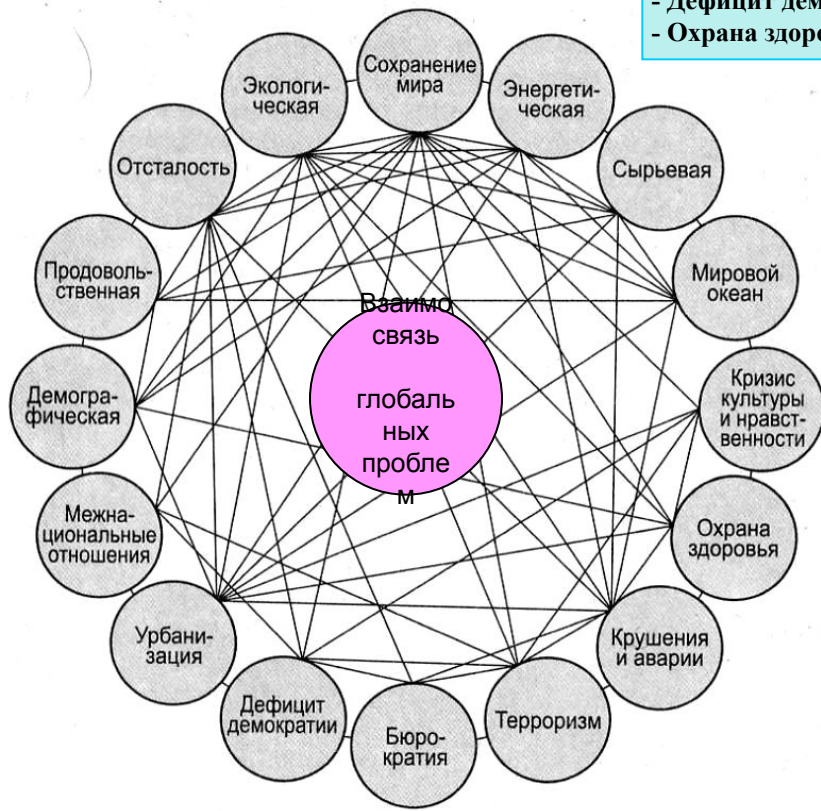 - Дефицит
- Охрана
Сохранение
мира
Энергети-
ческая
Сырьевая
Мировой
океан
Кризис
культуры
и нравст-
венности
Охрана
здоровья
Крушения
и аварии
Терроризм
Бюро-
кратия
Дефицит
демократии
Урбани-
зация
Межна-
циональные
отношения
Демогра-
фическая
Продоволь-
ственная
Отсталость
Экологи-
ческая
Взаимо
связь
глобаль
ных
пробле
м